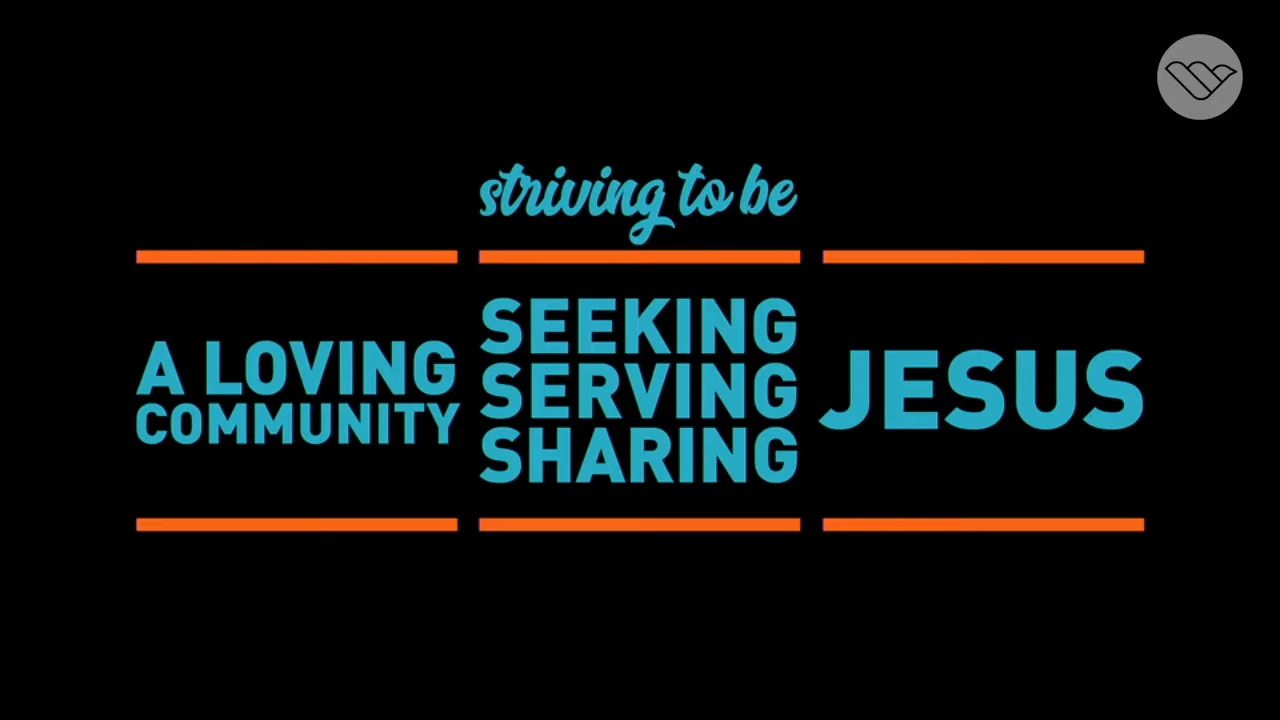 striving to be
A LOVING
COMMUNITY
SEEKING
SERVING
SHARING
JESUS